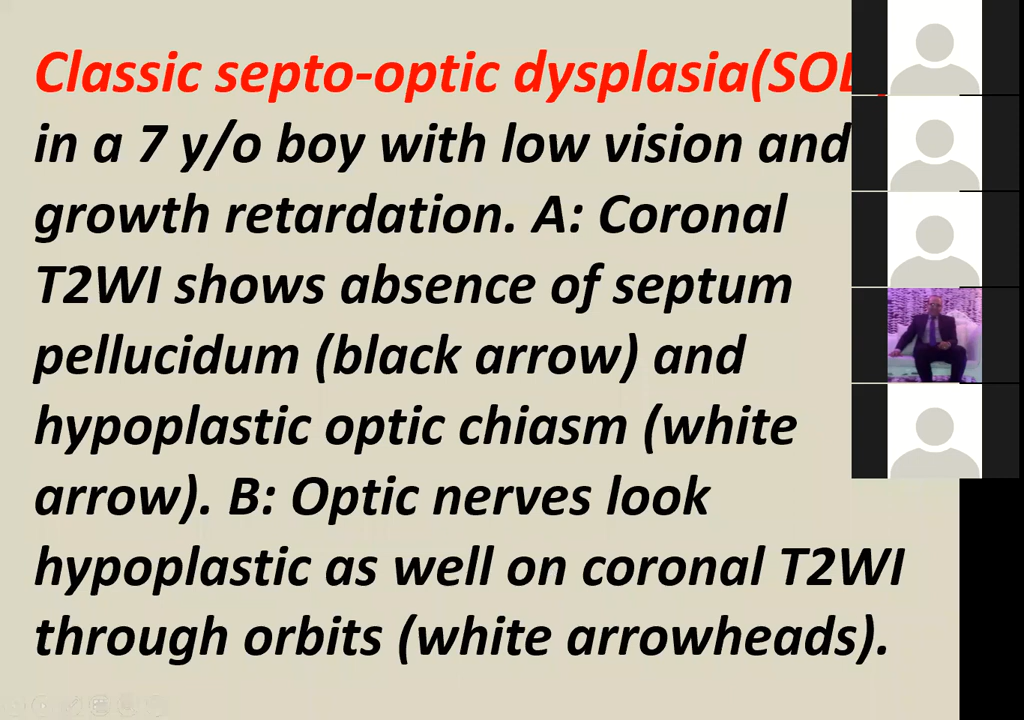 Classic septo-optic dysplasia(SOD
in a 7 y/o boy with low vision and
growth retardation. A: Coronal
T2WI shows absence of septum
pellucidum (black arrow) and
hypoplastic optic chiasm (white
arrow). B: Optic nerves look
hypoplastic as well on coronal T2WI
through orbits (white arrowheads).